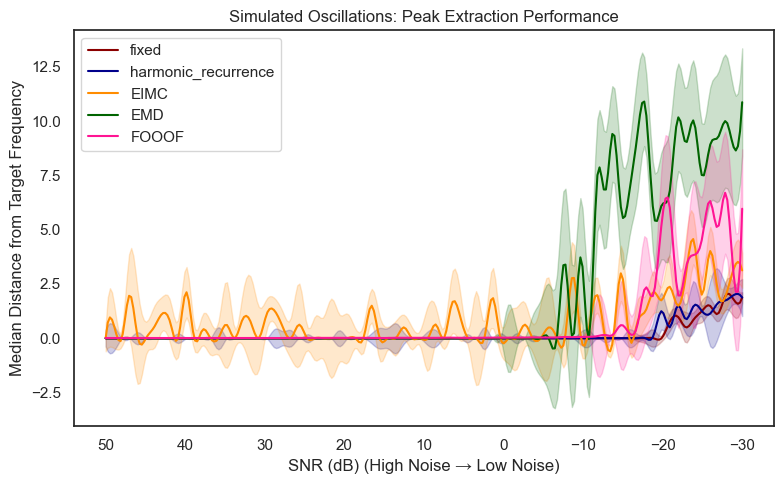 Simulated Oscillations: Peak Extraction Performance
fixed
harmonic_recurrence
EIMC
EMD
FOOOF
Median Distance from Target Frequency
12.5
10.0
7.5
5.0
2.5
0.0
−2.5
50 40 30 20 10 0 −10 −20 −30
SNR (dB) (High Noise → Low Noise)